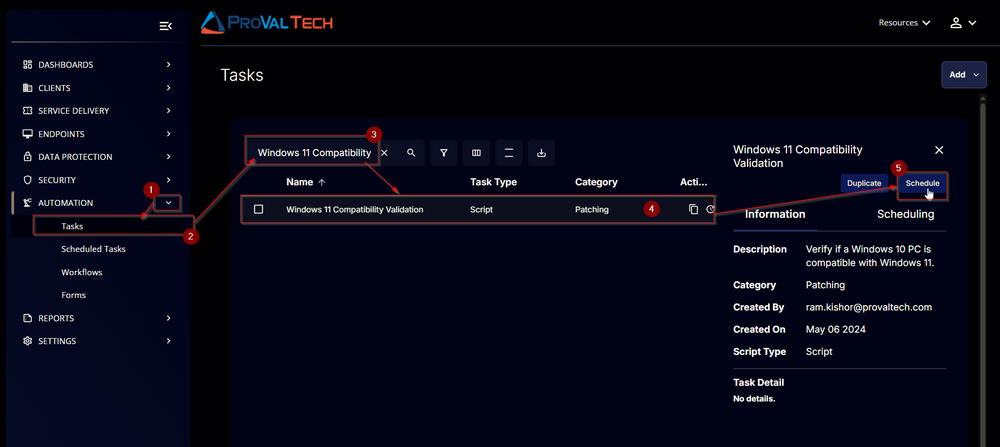 PROVALTECH
Resources
DASHBOARDS
CLIENTS
SERVICE DELIVERY
ENDPOINTS
DATA PROTECTION
SECURITY
1
AUTOMATION
Tasks
2
Scheduled Tasks
Workflows
Forms
REPORTS
SETTINGS
Tasks
Add
3
Windows 11 Compatibility
Name Task Type Category Acti...
Windows 11 Compatibility Validation Script Patching 4
Windows 11 Compatibility
Validation
5
Duplicate Schedule
Information Scheduling
Description Verify if a Windows 10 PC is
compatible with Windows 11.
Category Patching
Created By ram.kishor@provaltech.com
Created On May 06 2024
Script Type Script
Task Detail
No details.